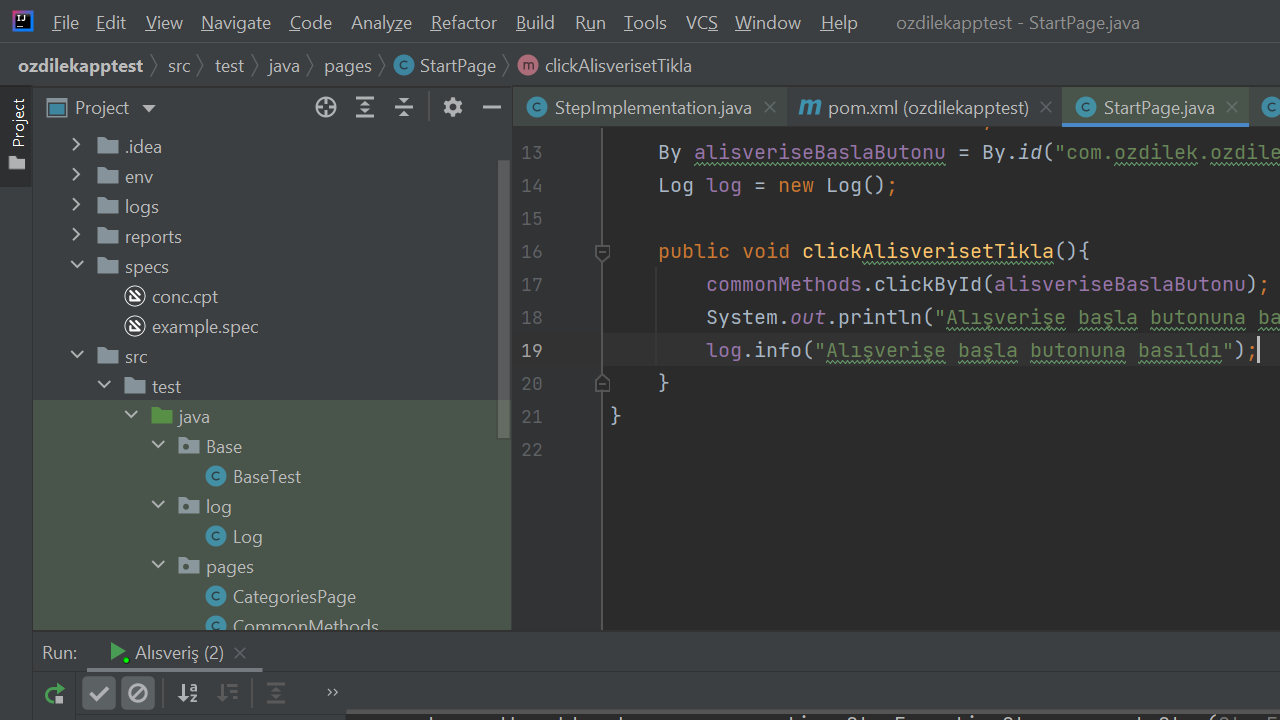 File Edit View Navigate Code Analyze Refactor Build Run Tools VCS Window Help ozdilekapptest - StartPage.java
ozdilekapptest src test java pages StartPage clickAlisverisetTikla
Project
Project
StepImplementation.java pom.xml (ozdilekapptest) StartPage.java
.idea
env
logs
reports
specs
conc.cpt
example.spec
src
test
java
Base
BaseTest
log
Log
pages
CategoriesPage
CommonMethods
13 By alisveriseBaslaButonu = By.id("com.ozdilek.ozdile
14 Log log = new Log();
15
16 public void clickAlisverisetTikla(){
17 commonMethods.clickById(alisveriseBaslaButonu);
18 System.out.println("Alışverişe başla butonuna ba
19 log.info("Alışverişe başla butonuna basıldı");
20 }
21 }
22
Run: Alısveriş (2)